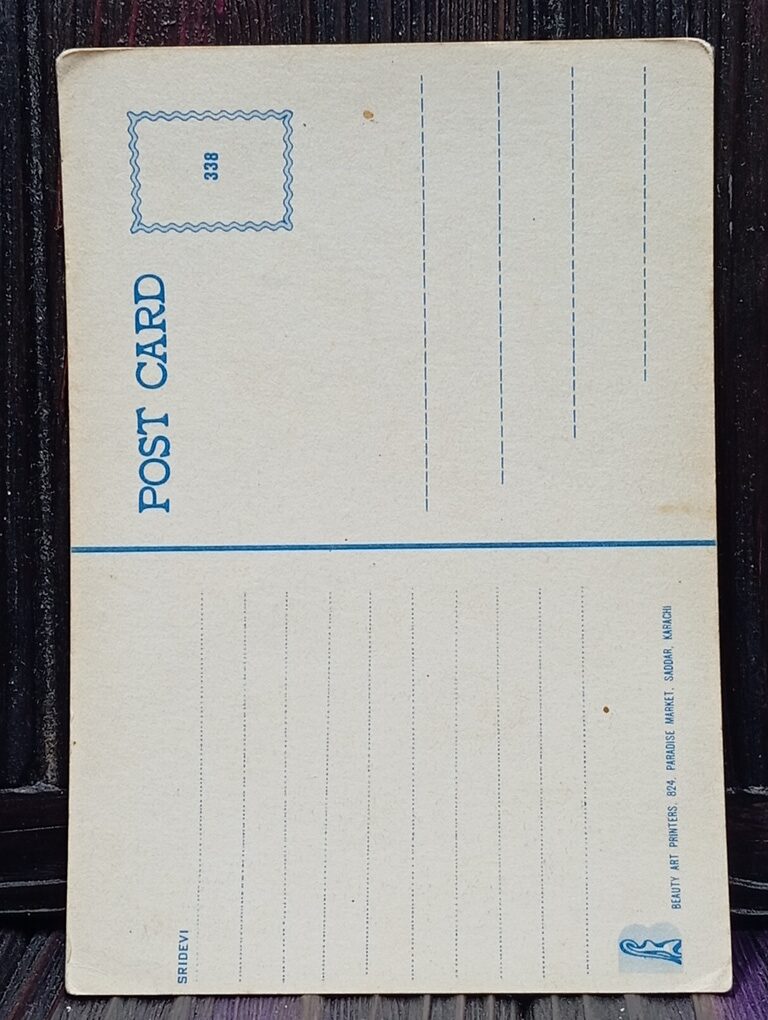 SRIDEVI
POST CARD
338
BEAUTY ART PRINTERS. 824, PARADISE MARKET, SADDAR, KARACHI